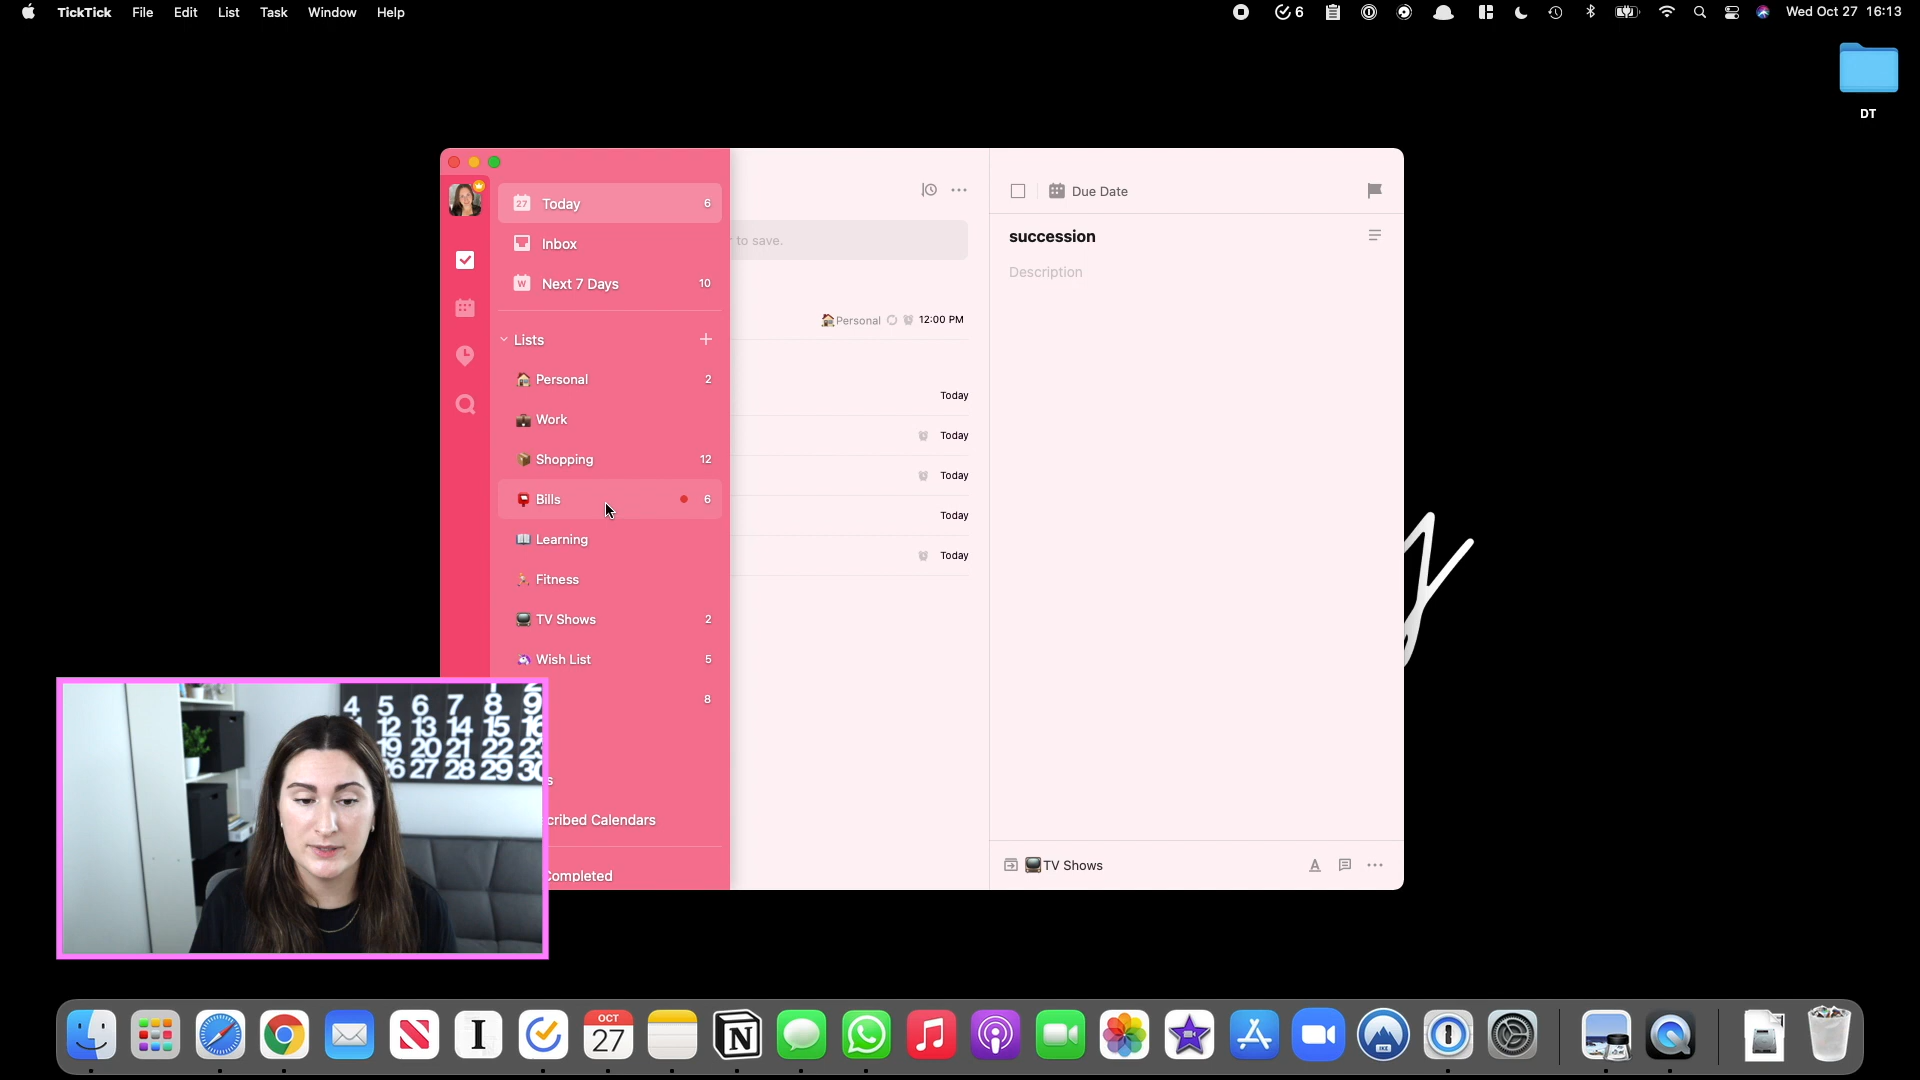 TickTick File Edit List Task Window Help
6
Wed Oct 27 16:13
DT
27 Today 6
Inbox
W Next 7 Days 10
Lists
Personal 2
Work
Shopping 12
Bills 6
Learning
Fitness
TV Shows 2
Wish List 5
8
s
cribed Calendars
Completed
to save.
Personal 12:00 PM
Today
Today
Today
Today
Today
Due Date
succession
Description
TV Shows
4 5 6 7 8 9
12 13 14 15 16
19 20 21 22 23
26 27 28 29 30
OCT
27